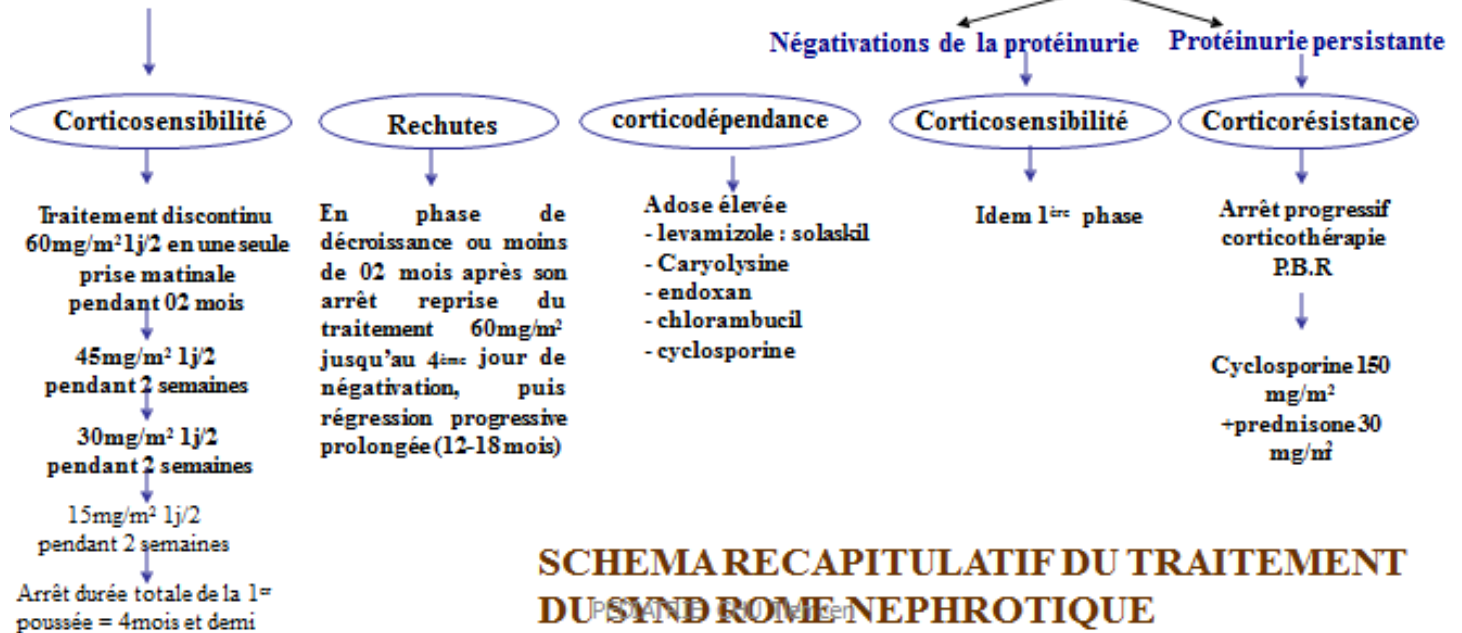 Négativations de la protéinurie
Protéinurie persistante
Corticosensibilité
Traitement discontinu
60mg/m² 1j/2 en une seule
prise matinale
pendant 02 mois
45mg/m² 1j/2
pendant 2 semaines
30mg/m² 1j/2
pendant 2 semaines
15mg/m² 1j/2
pendant 2 semaines
Arrêt durée totale de la 1ère
poussée = 4mois et demi
Rechutes
En phase de
décroissance ou moins
de 02 mois après son
arrêt reprise du
traitement 60mg/m²
jusqu'au 4ème jour de
négativation, puis
régression progressive
prolongée (12-18 mois)
corticodépendance
A dose élevée
- levamizole : solaskil
- Caryolysine
- endoxan
- chlorambucil
- cyclosporine
Corticosensibilité
Idem 1ère phase
Corticorésistance
Arrêt progressif
corticothérapie
P.B.R
Cyclosporine 150
mg/m²
+prednisone 30
mg/m²
SCHEMA RECAPITULATIF DU TRAITEMENT
DU SYNDROME NEPHROTIQUE
PEDIATRIE CHU Tlemcen